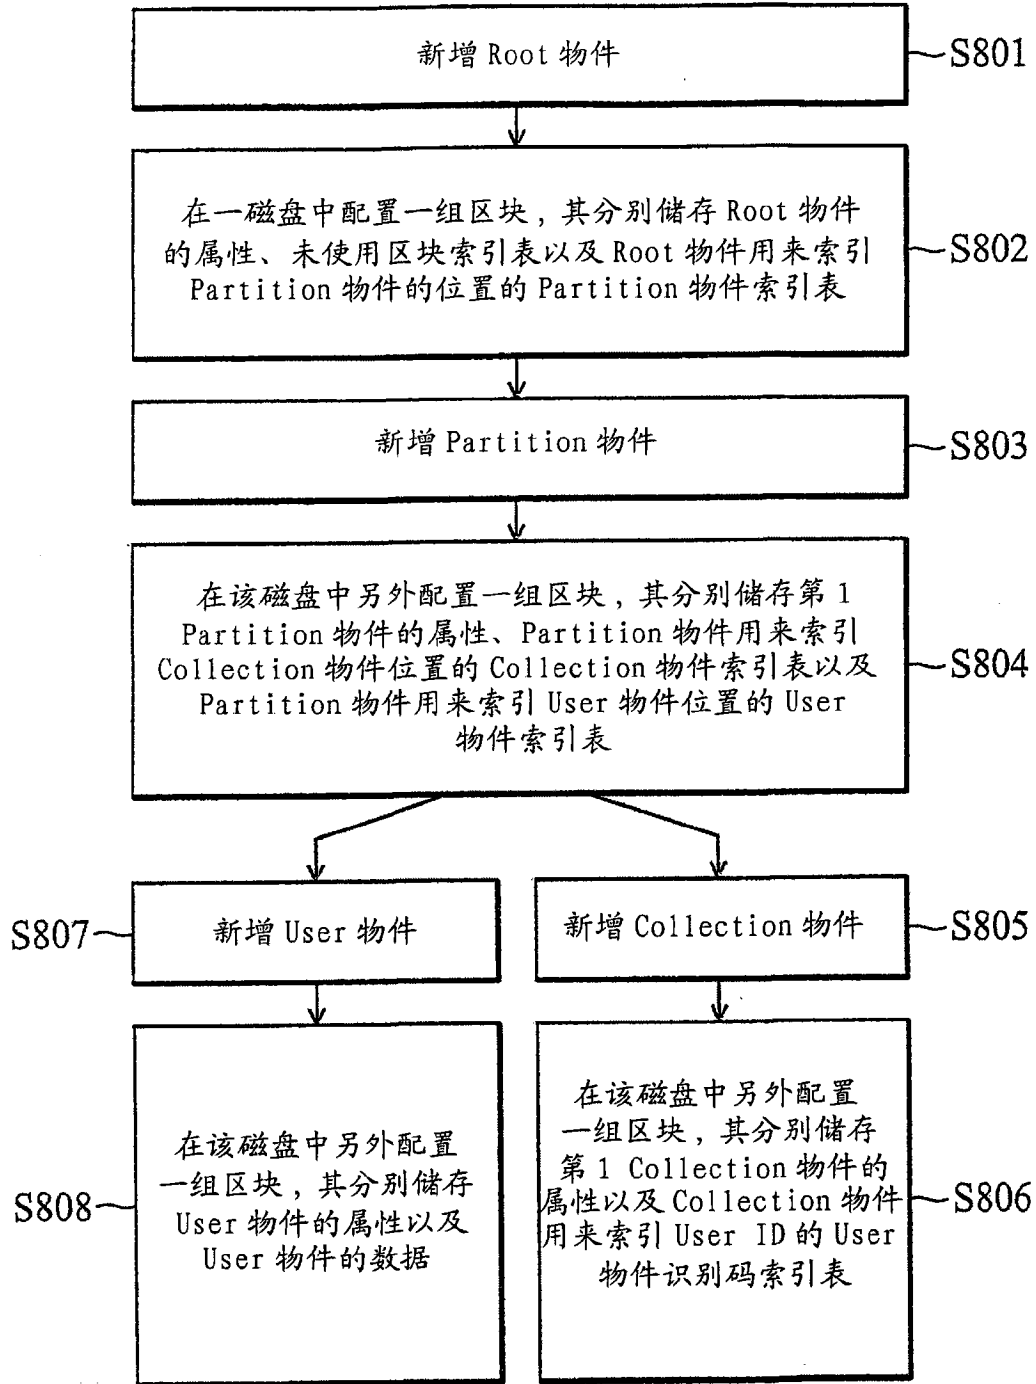 新增 Root 物件
S801
在一磁盘中配置一组区块，其分别储存 Root 物件
的属性、未使用区块索引表以及 Root 物件用来索引
Partition 物件的位置的 Partition 物件索引表
S802
新增 Partition 物件
S803
在该磁盘中另外配置一组区块，其分别储存第 1
Partition 物件的属性、Partition 物件用来索引
Collection 物件位置的 Collection 物件索引表以及
Partition 物件用来索引 User 物件位置的 User
物件索引表
S804
S807
新增 User 物件
新增 Collection 物件
S805
S808
在该磁盘中另外配置
一组区块，其分别储存
User 物件的属性以及
User 物件的数据
在该磁盘中另外配置
一组区块，其分别储存
第 1 Collection 物件的
属性以及 Collection 物件
用来索引 User ID 的 User
物件识别码索引表
S806